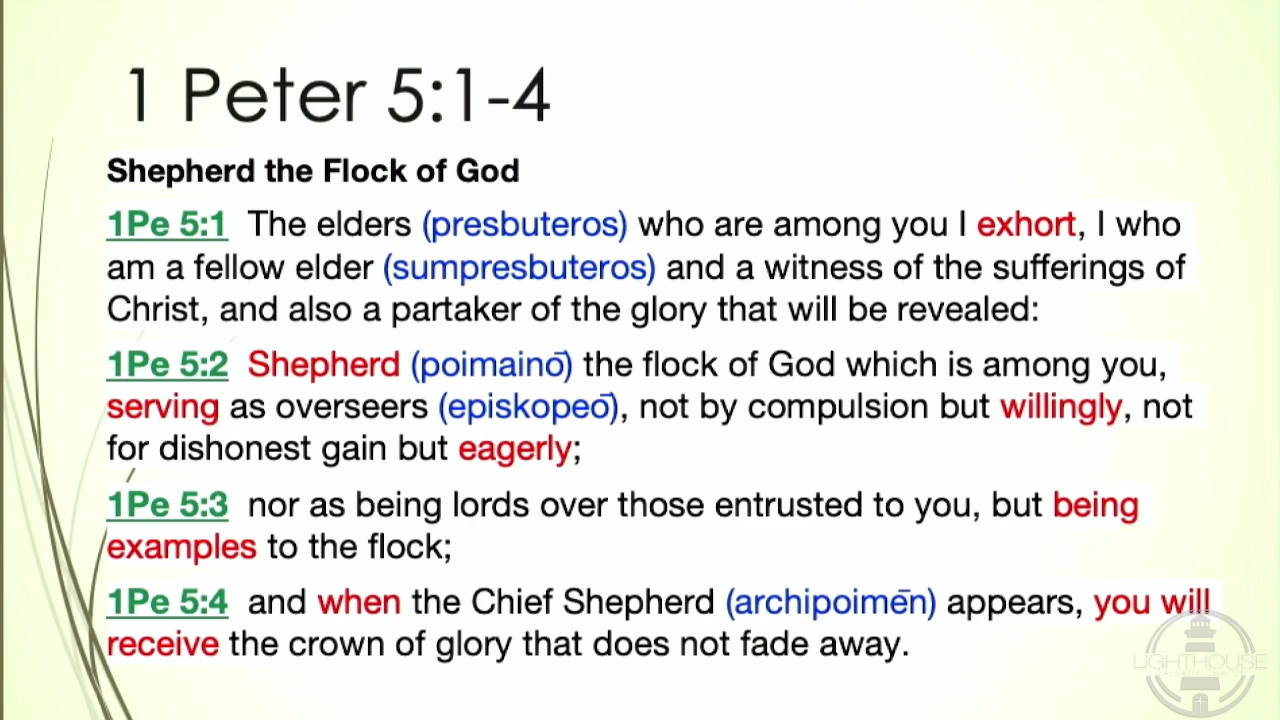 1 Peter 5:1-4
Shepherd the Flock of God
1Pe 5:1 The elders (presbuteros) who are among you I exhort, I who
am a fellow elder (sumpresbuteros) and a witness of the sufferings of
Christ, and also a partaker of the glory that will be revealed:
1Pe 5:2 Shepherd (poimainō) the flock of God which is among you,
serving as overseers (episkopeō), not by compulsion but willingly, not
for dishonest gain but eagerly;
1Pe 5:3 nor as being lords over those entrusted to you, but being
examples to the flock;
1Pe 5:4 and when the Chief Shepherd (archipoimēn) appears, you will
receive the crown of glory that does not fade away.
LIGHTHOUSE